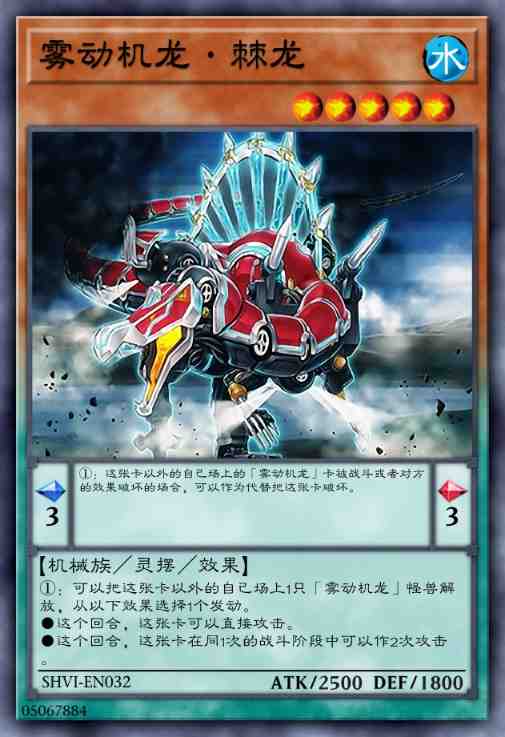 雾动机龙·棘龙
水
①：这张卡以外的自己场上的「雾动机龙」卡被战斗或者对方
的效果破坏的场合，可以作为代替把这张卡破坏。
3
3
【机械族／灵摆／效果】
①：可以把这张卡以外的自己场上1只「雾动机龙」怪兽解
放，从以下效果选择1个发动。
●这个回合，这张卡可以直接攻击。
●这个回合，这张卡在同1次的战斗阶段中可以作2次攻击
。
SHVI-EN032
ATK/2500 DEF/1800
05067884